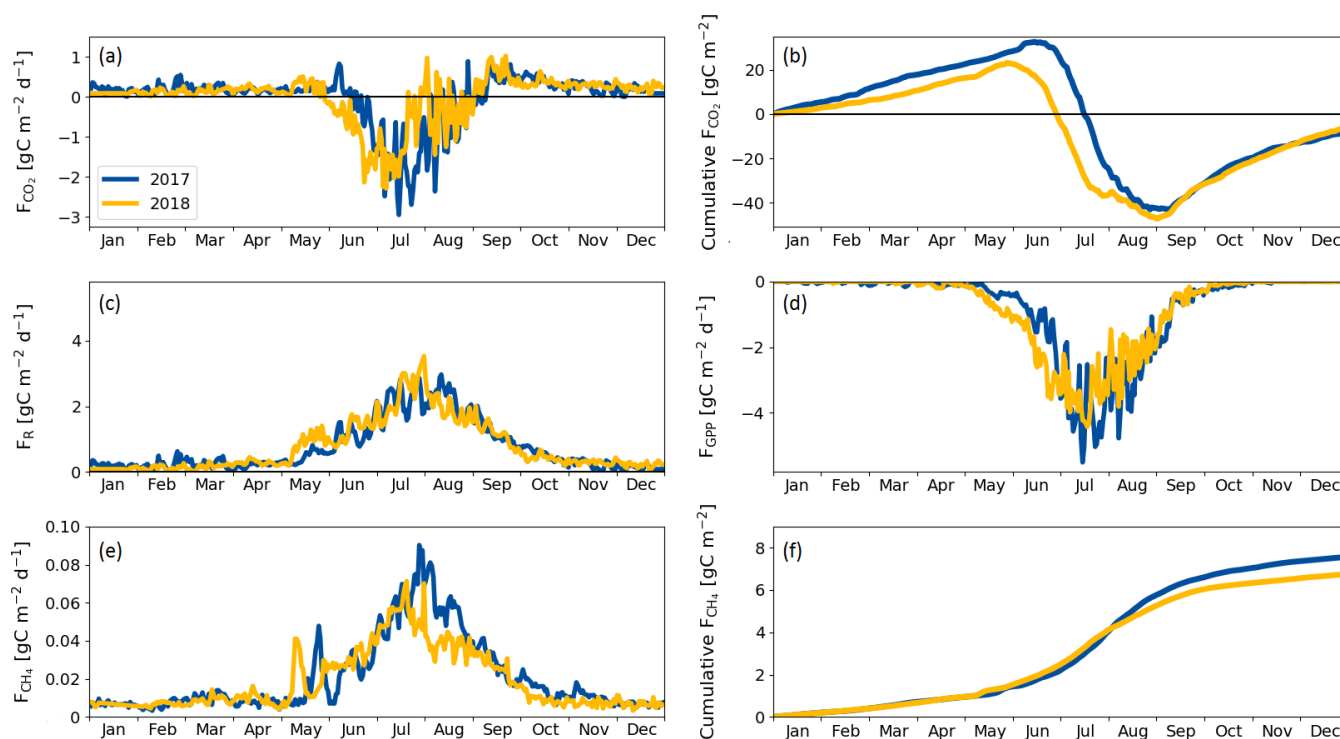 (a)
F_CO₂ [gC m⁻² d⁻¹]
1
0
−1
−2
−3
2017
2018
Jan Feb Mar Apr May Jun Jul Aug Sep Oct Nov Dec
(b)
Cumulative F_CO₂ [gC m⁻²]
20
0
−20
−40
Jan Feb Mar Apr May Jun Jul Aug Sep Oct Nov Dec
(c)
F_R [gC m⁻² d⁻¹]
4
2
0
Jan Feb Mar Apr May Jun Jul Aug Sep Oct Nov Dec
(d)
F_GPP [gC m⁻² d⁻¹]
0
−2
−4
Jan Feb Mar Apr May Jun Jul Aug Sep Oct Nov Dec
(e)
F_CH₄ [gC m⁻² d⁻¹]
0.10
0.08
0.06
0.04
0.02
0
Jan Feb Mar Apr May Jun Jul Aug Sep Oct Nov Dec
(f)
Cumulative F_CH₄ [gC m⁻²]
8
6
4
2
0
Jan Feb Mar Apr May Jun Jul Aug Sep Oct Nov Dec